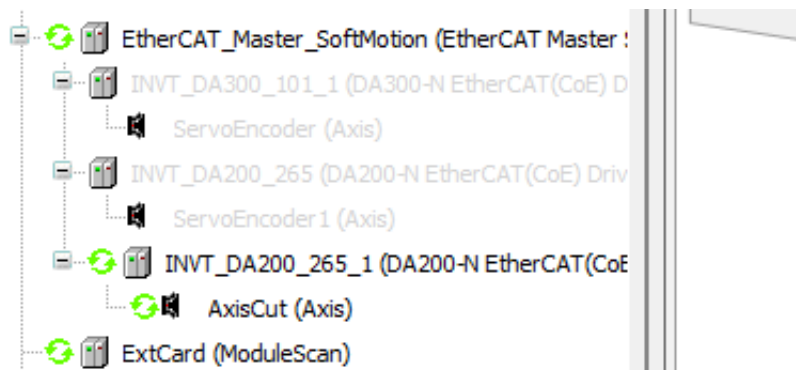 EtherCAT_Master_SoftMotion (EtherCAT Master
INVT_DA300_101_1 (DA300-N EtherCAT(CoE) D
ServoEncoder (Axis)
INVT_DA200_265 (DA200-N EtherCAT(CoE) Driv
ServoEncoder1 (Axis)
INVT_DA200_265_1 (DA200-N EtherCAT(CoE
AxisCut (Axis)
ExtCard (ModuleScan)